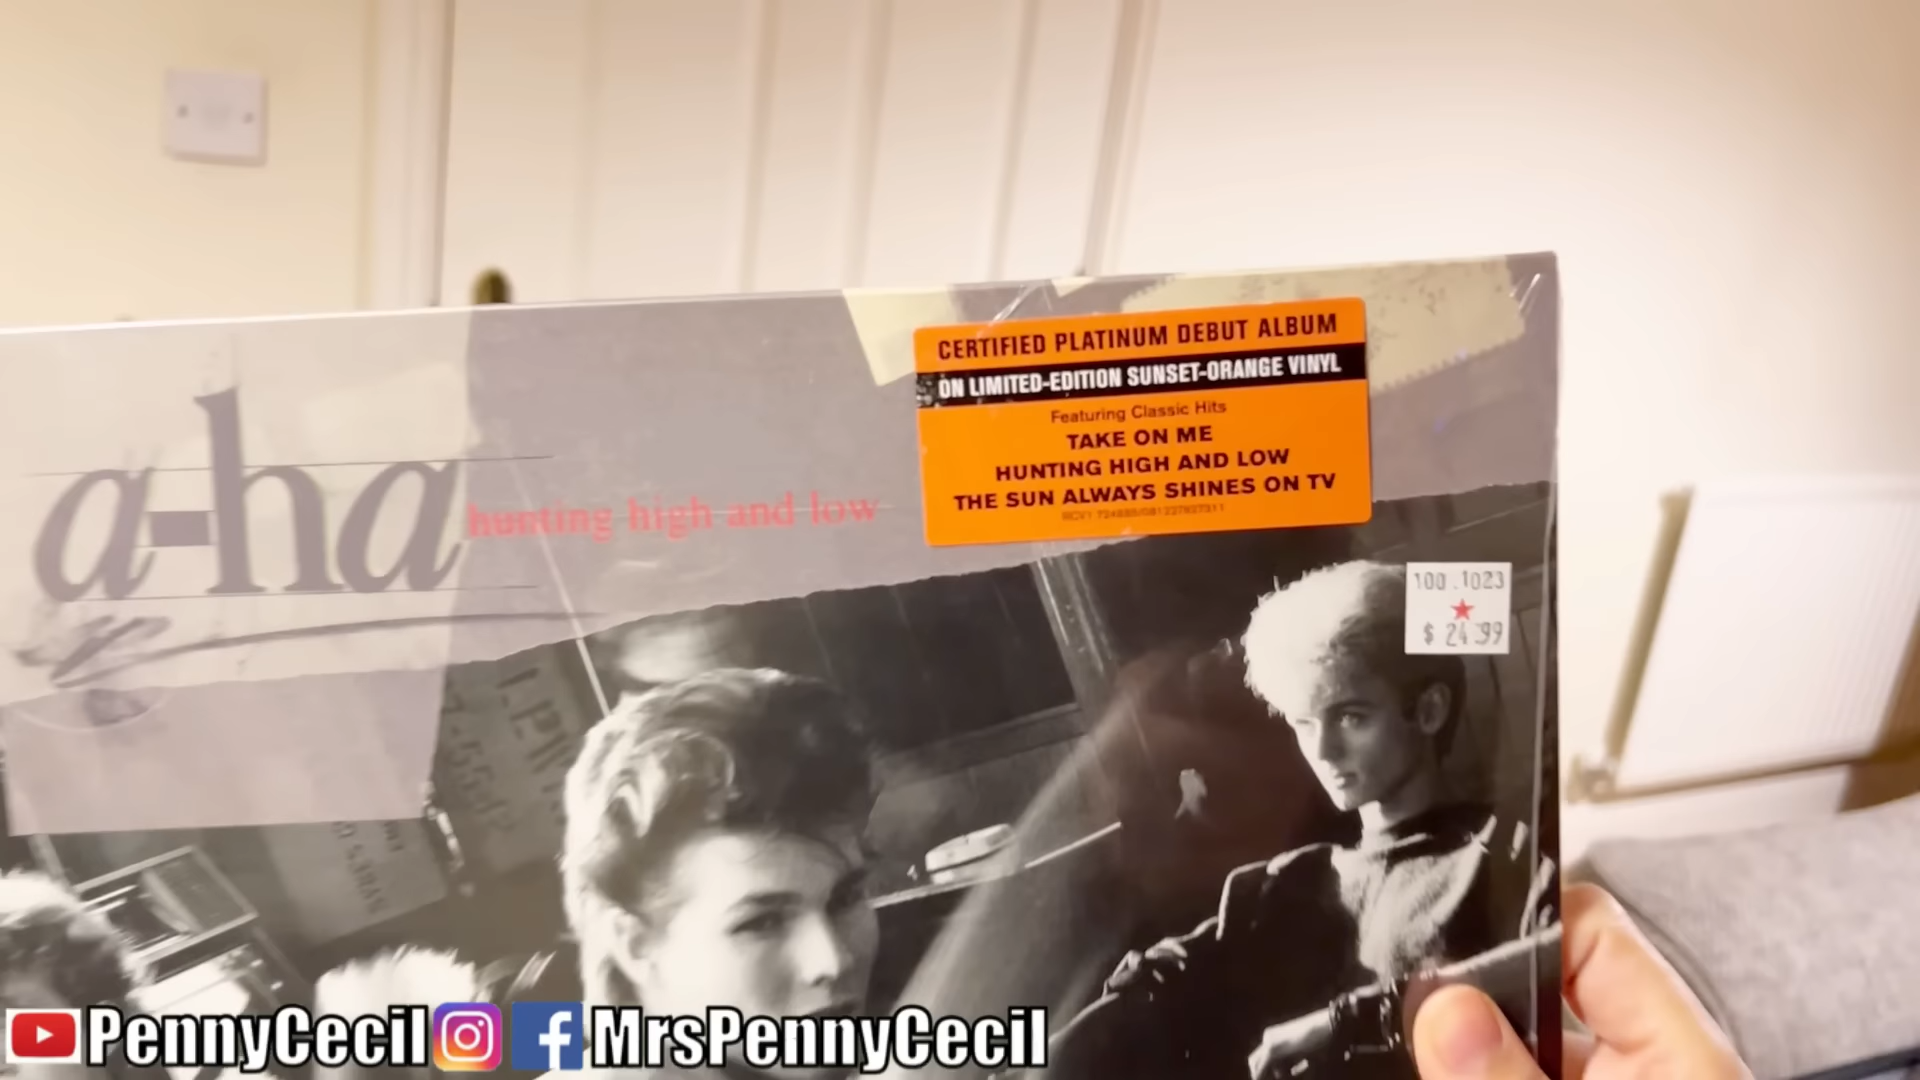 a-ha
hunting high and low
CERTIFIED PLATINUM DEBUT ALBUM
ON LIMITED-EDITION SUNSET-ORANGE VINYL
Featuring Classic Hits
TAKE ON ME
HUNTING HIGH AND LOW
THE SUN ALWAYS SHINES ON TV
100.1023
$ 24.99
PennyCecil
MrsPennyCecil